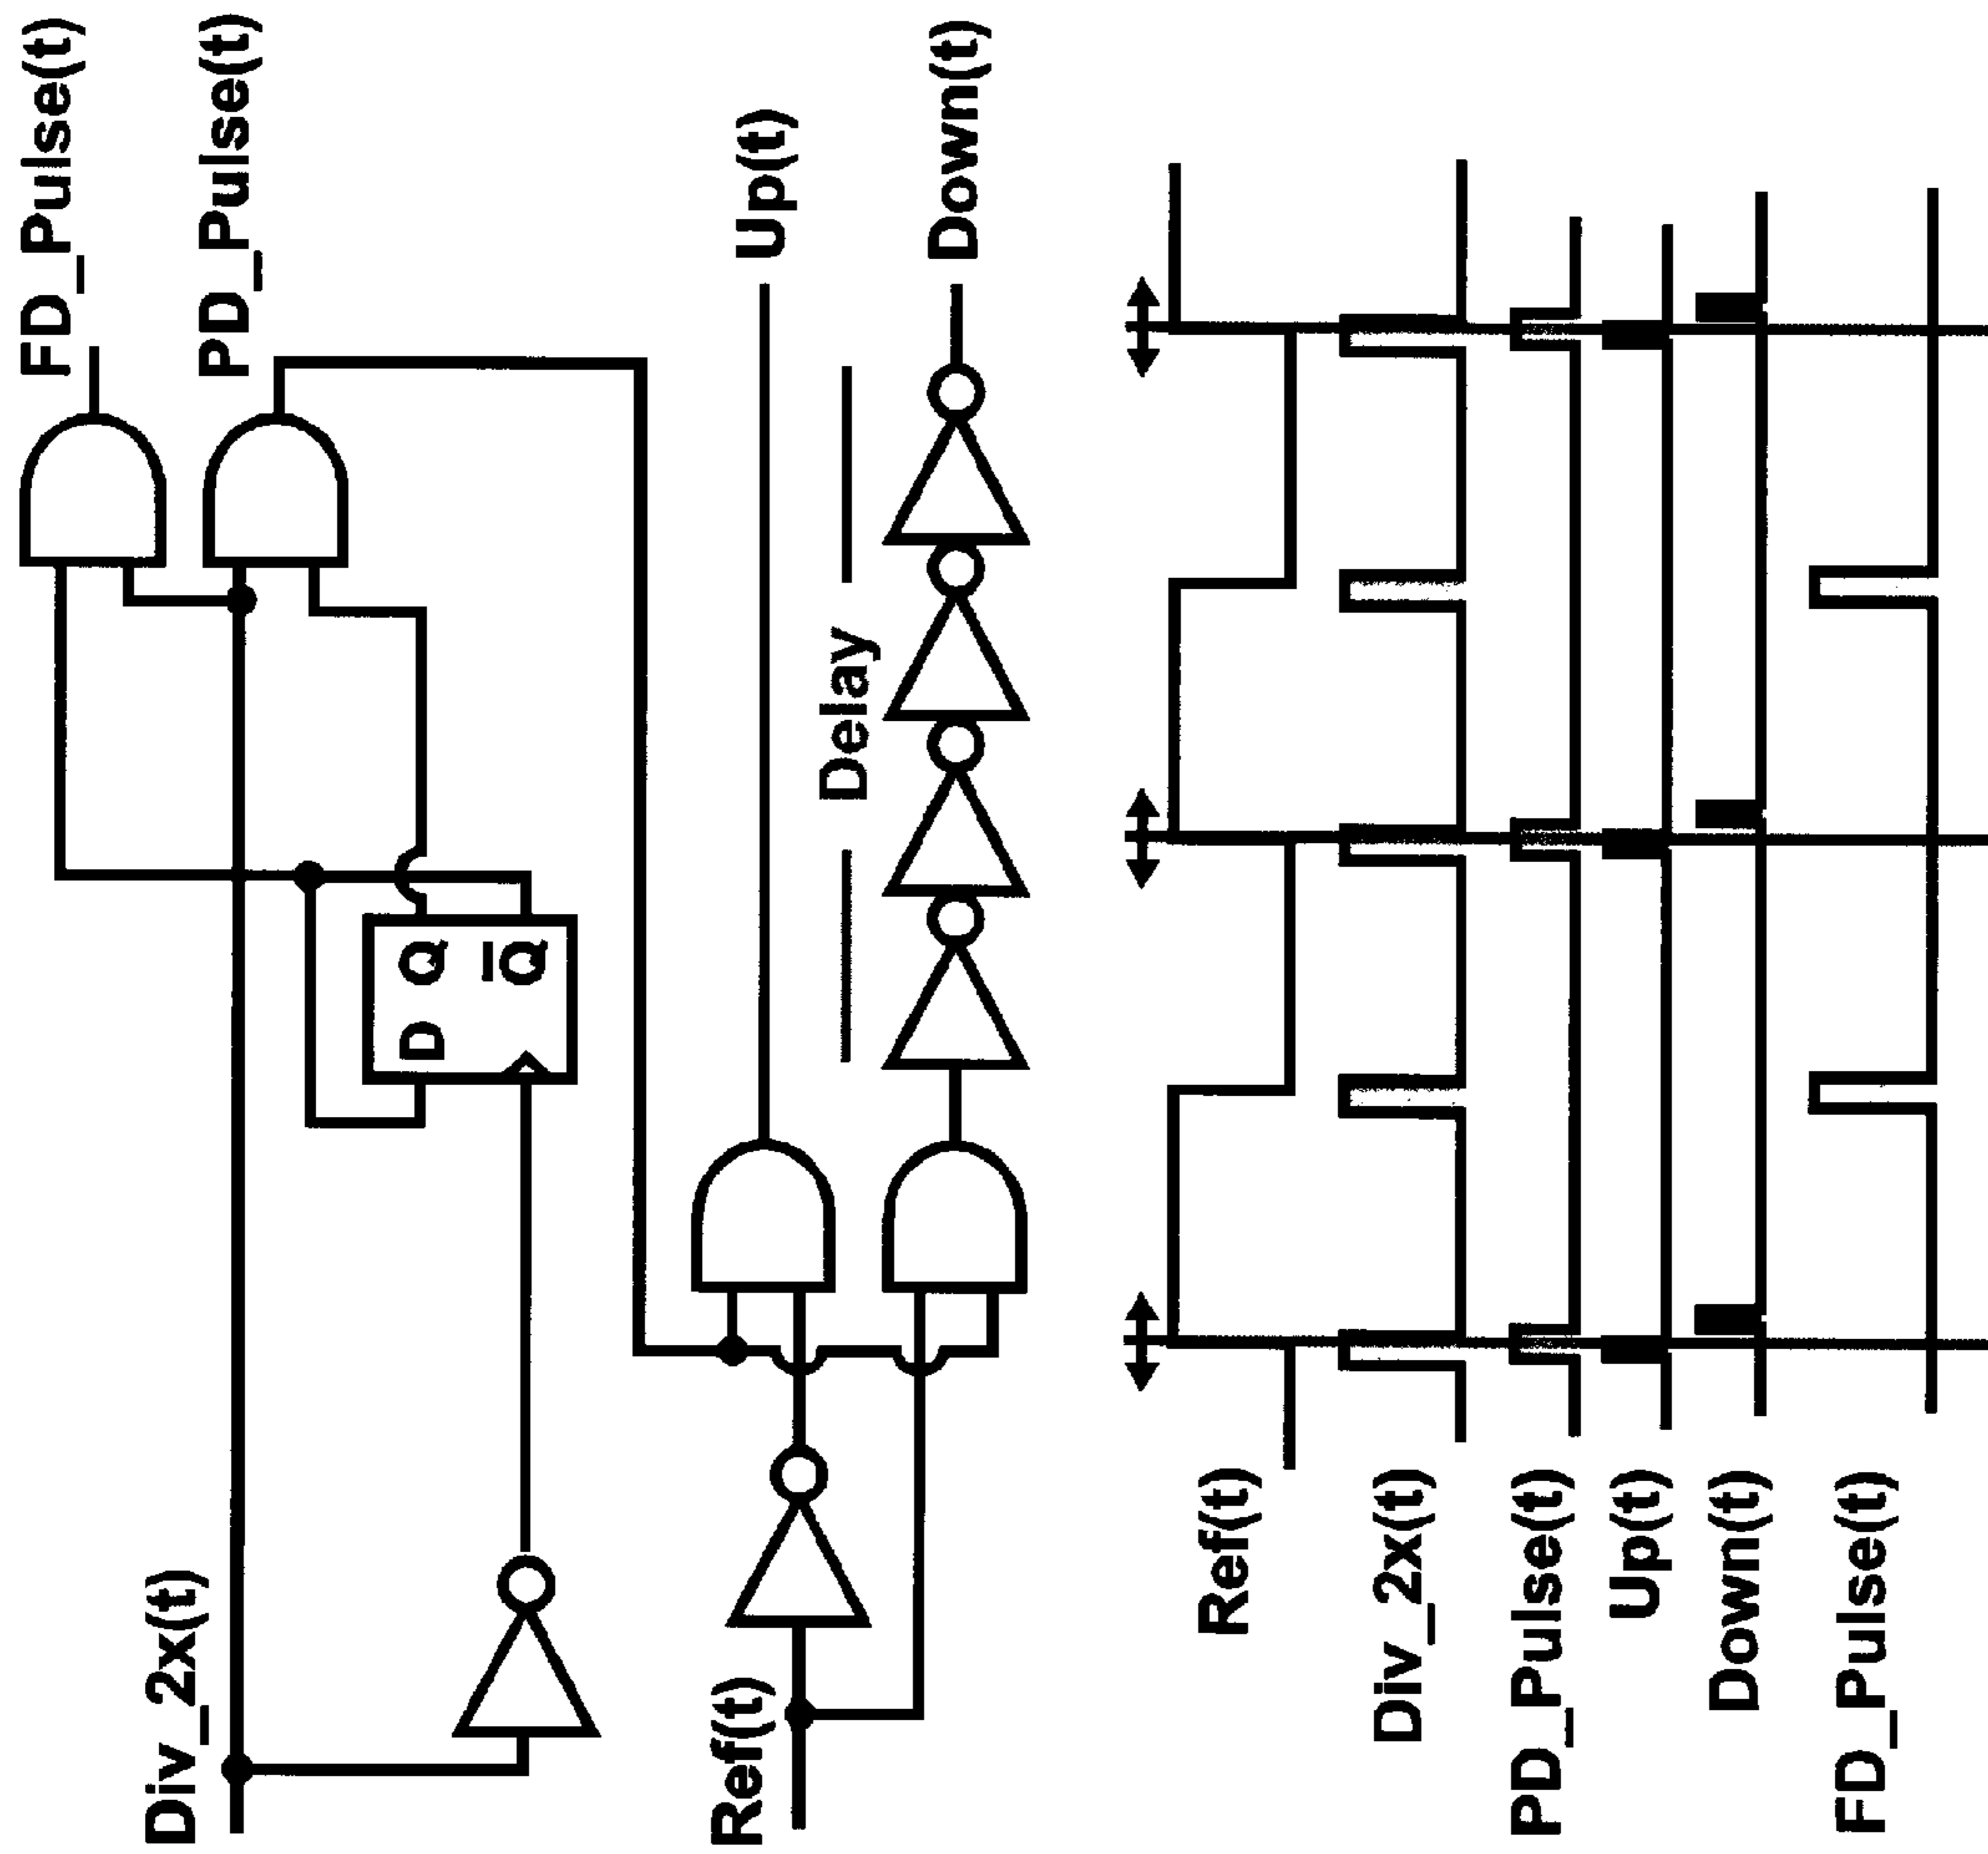 FD_Pulse(t)
PD_Pulse(t)
Div_2x(t)
D Q
Q
Up(t)
Delay
Ref(t)
Down(t)
Ref(t)
Div_2x(t)
PD_Pulse(t)
Up(t)
Down(t)
FD_Pulse(t)